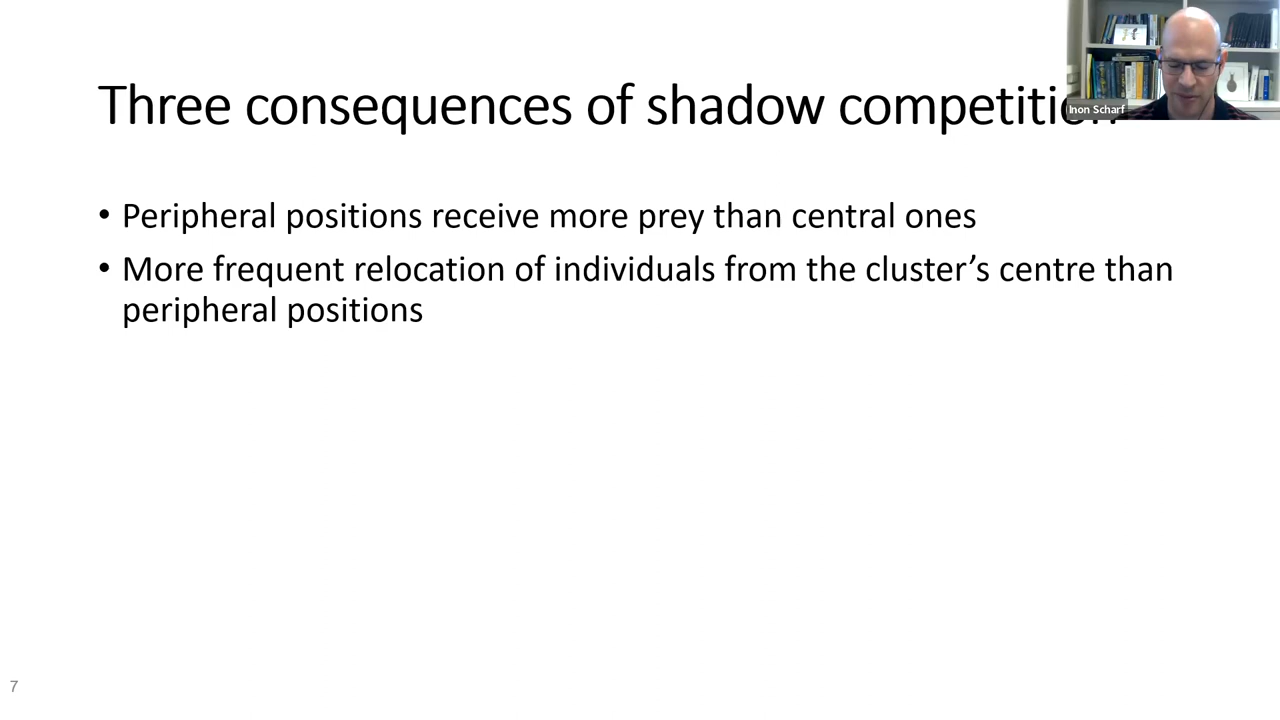 Three consequences of shadow competition
Inon Scharf
• Peripheral positions receive more prey than central ones
• More frequent relocation of individuals from the cluster’s centre than
peripheral positions
7